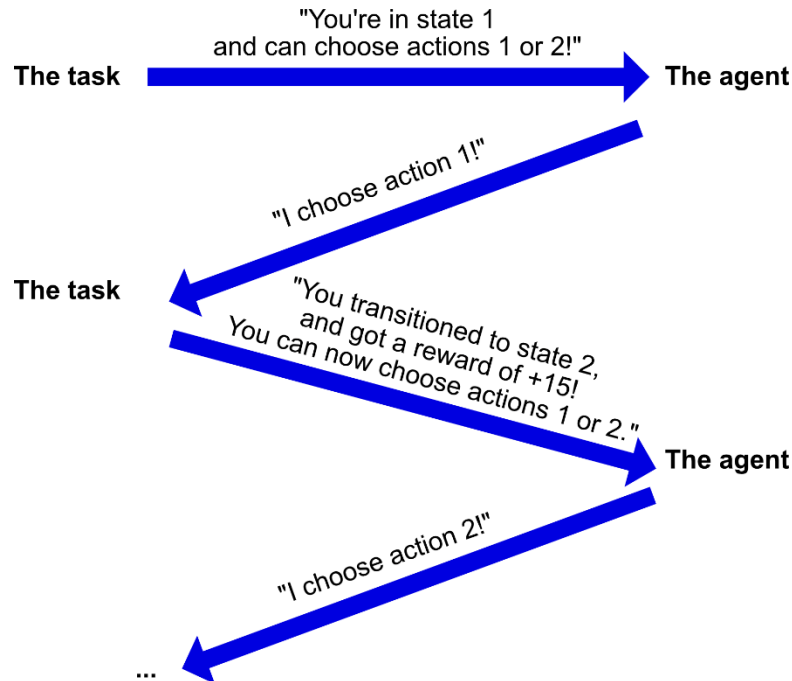 "You're in state 1
and can choose actions 1 or 2!"
The task
The agent
"I choose action 1!"
The task
"You transitioned to state 2,
and got a reward of +15!
You can now choose actions 1 or 2."
The agent
"I choose action 2!"
...